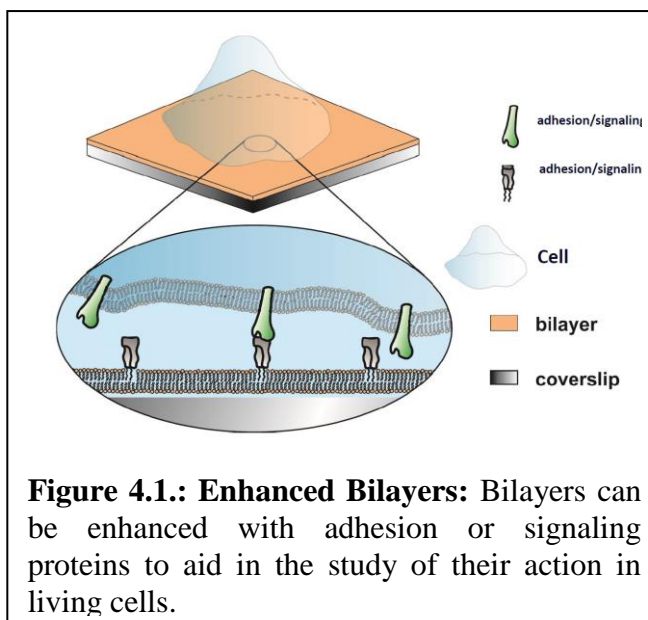 adhesion/signaling
adhesion/signalin
Cell
bilayer
coverslip
Figure 4.1.: Enhanced Bilayers: Bilayers can
be enhanced with adhesion or signaling
proteins to aid in the study of their action in
living cells.